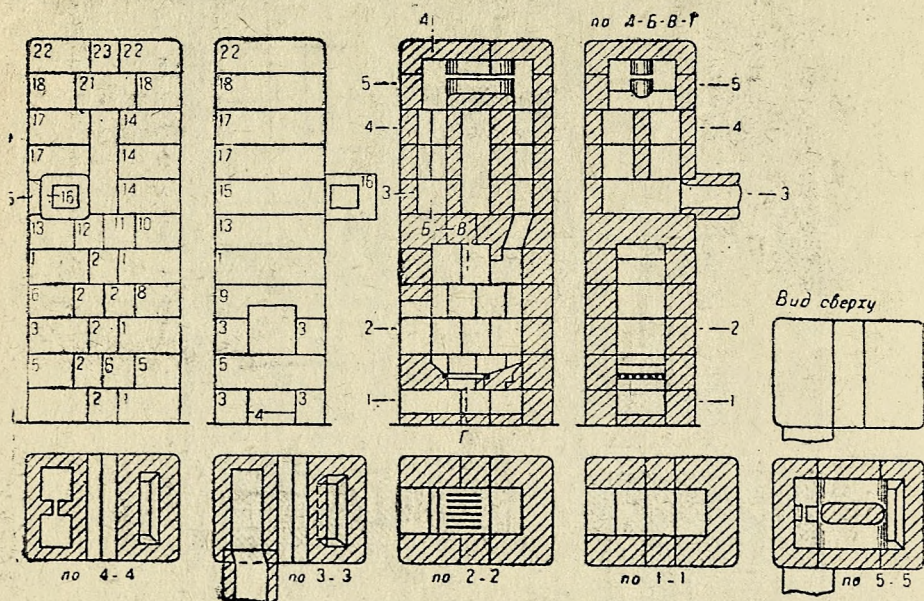 4
по А-Б-В-Г
22 23 22
22
18 21 18
18
5
5
17 14
17
4
4
17 14
17
16 14
15
16
3
3
13 12 11 10
13
Б В
1 2 1
1
6 2 2 8
9
Вид сверху
3 2 1
3 3
2
2
5 2 6 5
5
2 1
3 4 3
1
1
Г
по 4-4
по 3-3
по 2-2
по 1-1
по 5-5